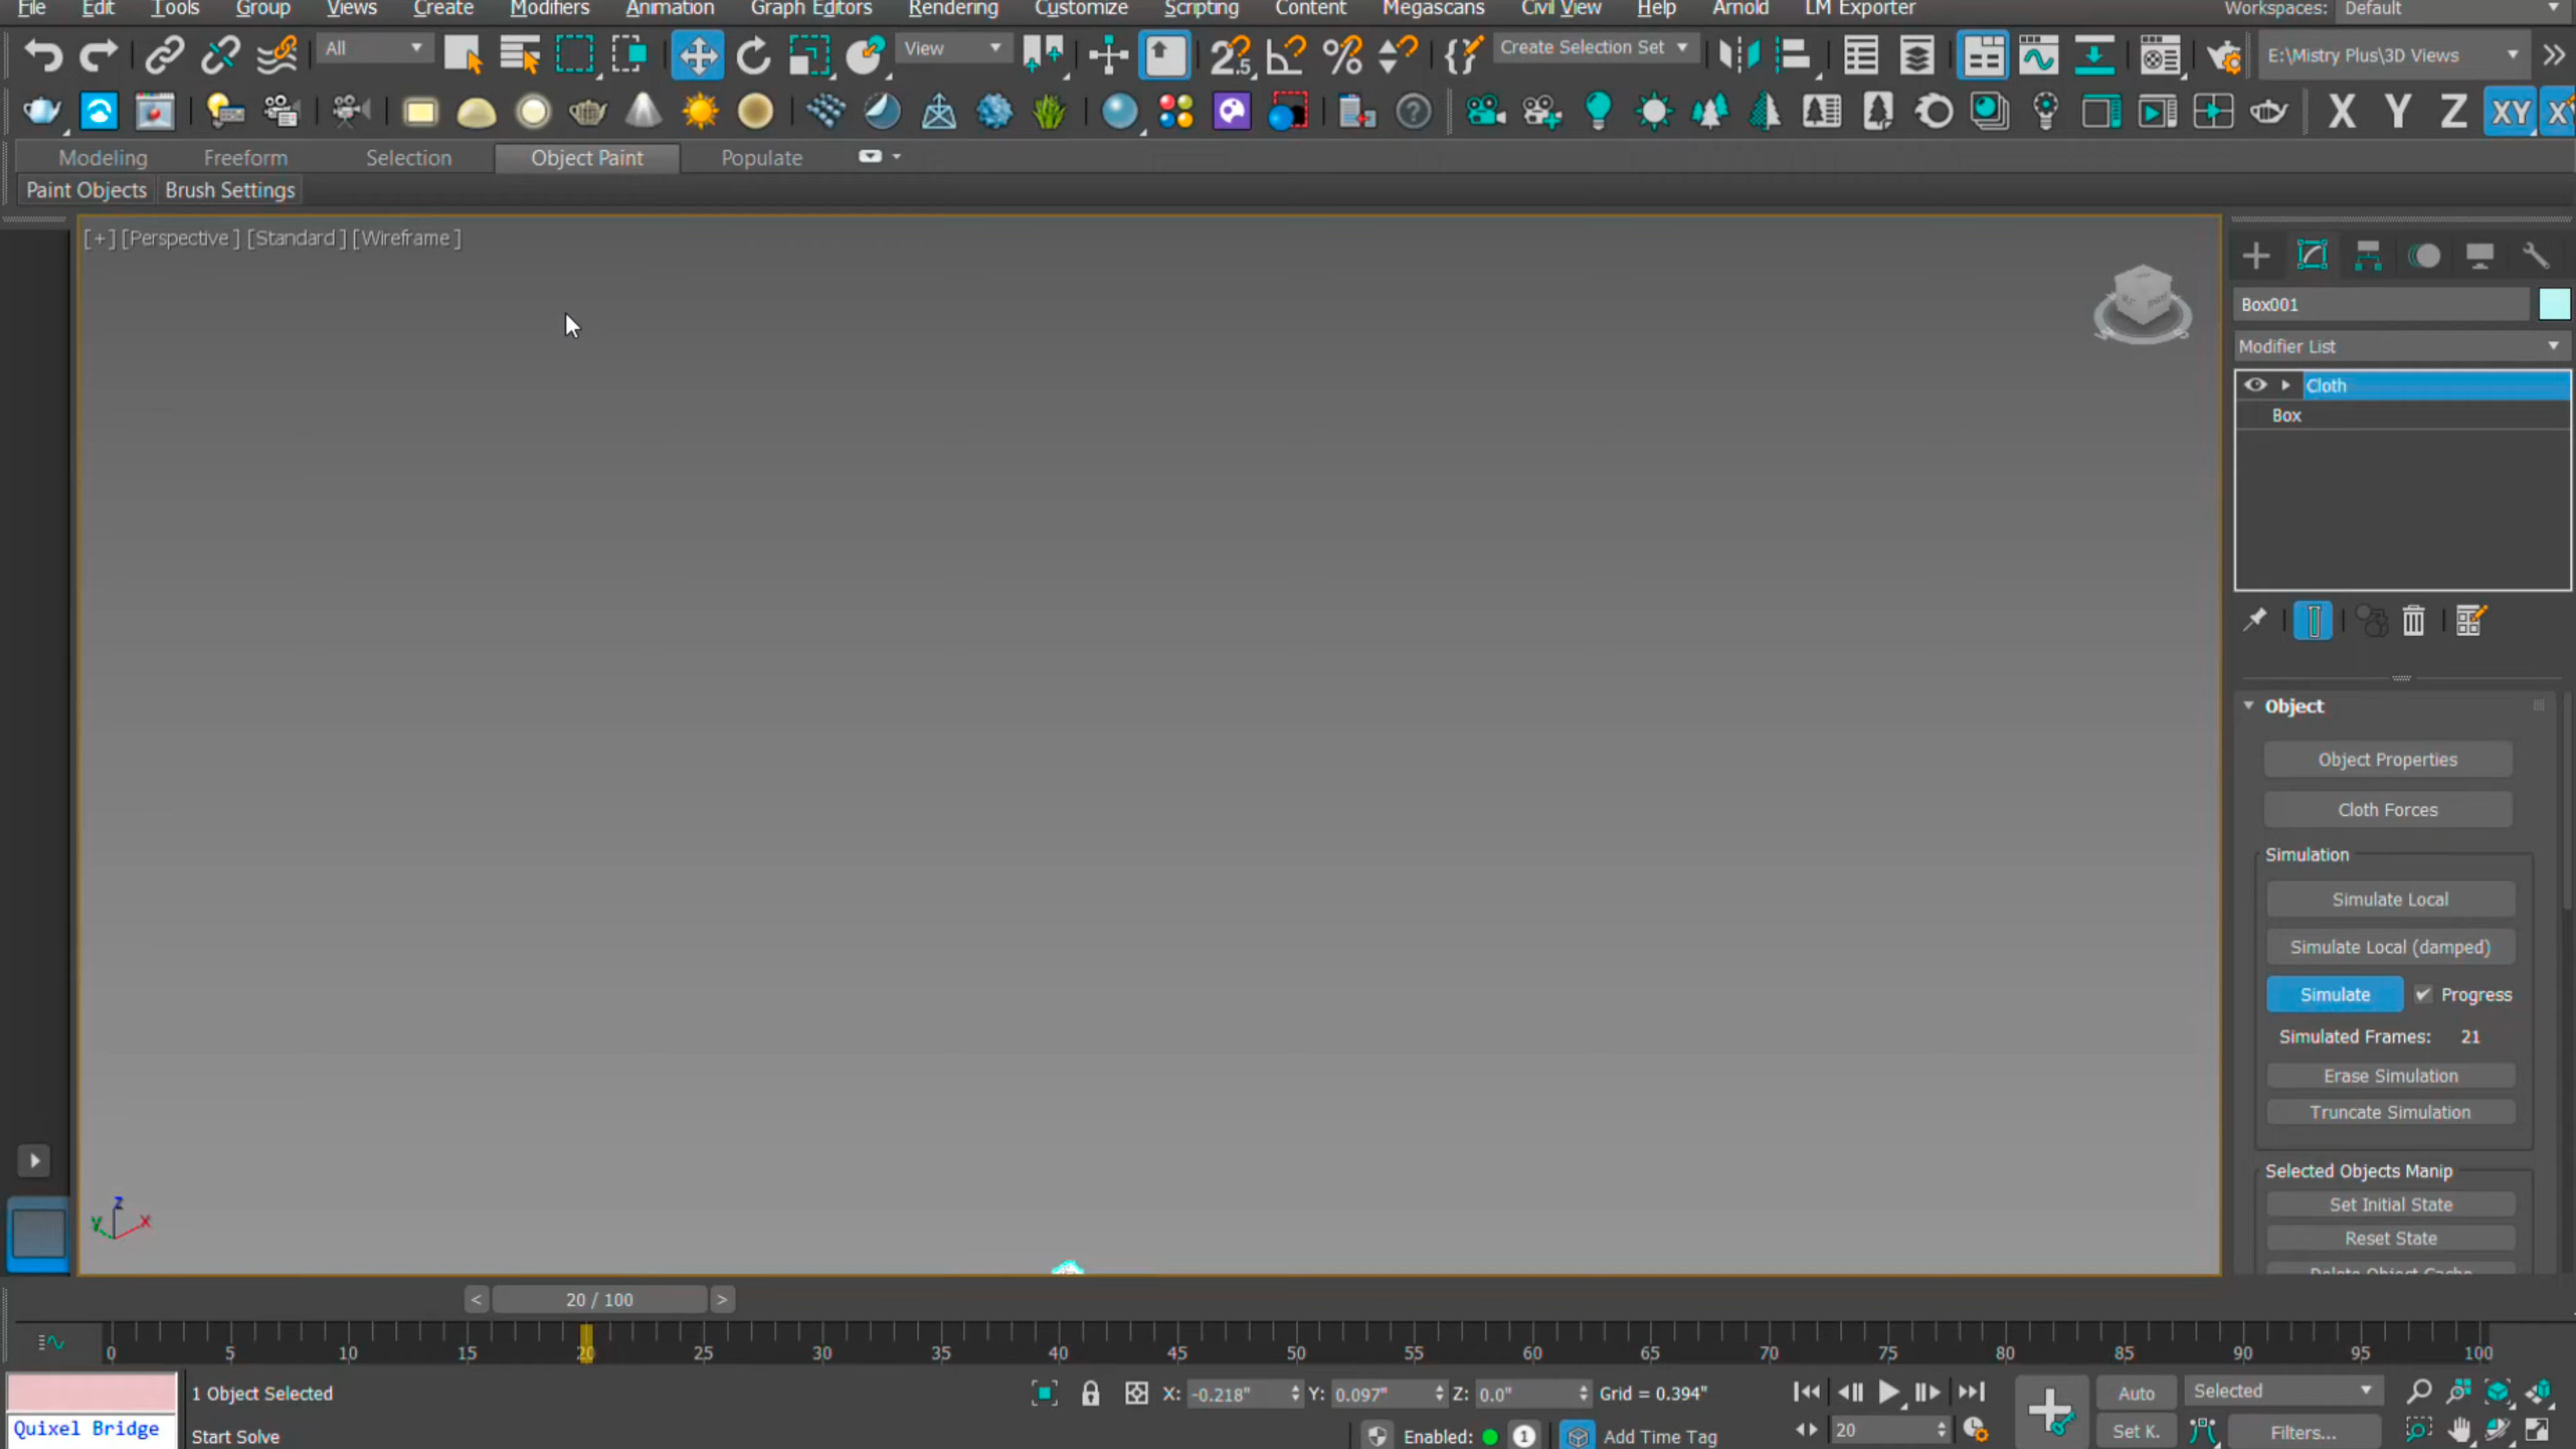 File Edit Tools Group Views Create Modifiers Animation Graph Editors Rendering Customize Scripting Content Megascans Civil View Help Arnold LM Exporter Workspaces: Default
All View 2.5 Create Selection Set E:\Mistry Plus\3D Views
X Y Z XY
Modeling Freeform Selection Object Paint Populate
Paint Objects Brush Settings
[+] [Perspective ] [Standard ] [Wireframe ]
Box001
Modifier List
Cloth
Box
Object
Object Properties
Cloth Forces
Simulation
Simulate Local
Simulate Local (damped)
Simulate Progress
Simulated Frames: 21
Erase Simulation
Truncate Simulation
Selected Objects Manip
Set Initial State
Reset State
Delete Object Cache
z
y x
< 20 / 100 >
0 5 10 15 20 25 30 35 40 45 50 55 60 65 70 75 80 85 90 95 100
1 Object Selected X: -0.218" Y: 0.097" Z: 0.0" Grid = 0.394" Auto Selected
Quixel Bridge Start Solve Enabled: 1 Add Time Tag 20 Set K. Filters...